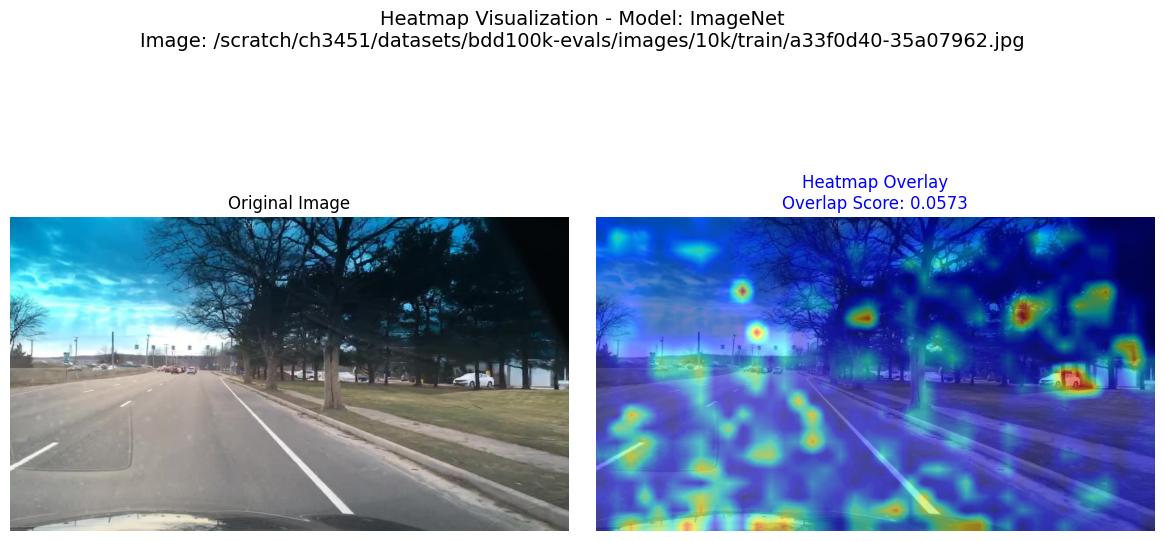 Heatmap Visualization - Model: ImageNet
Image: /scratch/ch3451/datasets/bdd100k-evals/images/10k/train/a33f0d40-35a07962.jpg
Original Image
Heatmap Overlay
Overlap Score: 0.0573